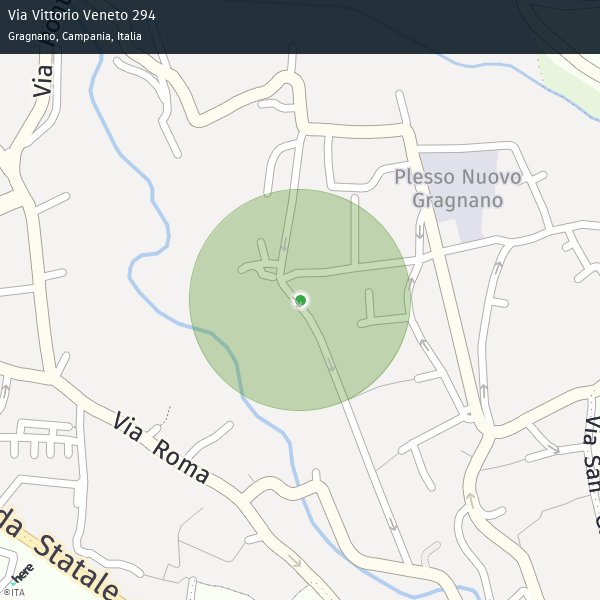 Via Vittorio Veneto 294
Gragnano, Campania, Italia
Via
Plesso Nuovo
Gragnano
Via Roma
Via San
da Statale
here
©ITA